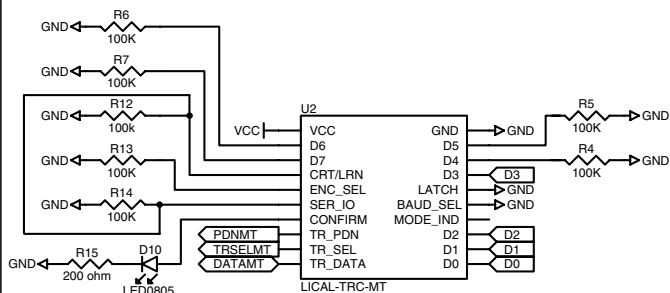 R6
GND
100K
R7
GND
100K
R12
GND
100k
R13
GND
100K
R14
GND
100K
R15
GND
200 ohm
D10
LED0805
U2
VCC
VCC
D6
D7
CRT/LRN
ENC_SEL
SER_IO
CONFIRM
TR_PDN
TR_SEL
TR_DATA
PDNMT
TRSELMT
DATAMT
GND
D5
D4
D3
LATCH
BAUD_SEL
MODE_IND
D2
D1
D0
LICAL-TRC-MT
GND
D3
GND
GND
D2
D1
D0
R5
GND
100K
R4
GND
100K